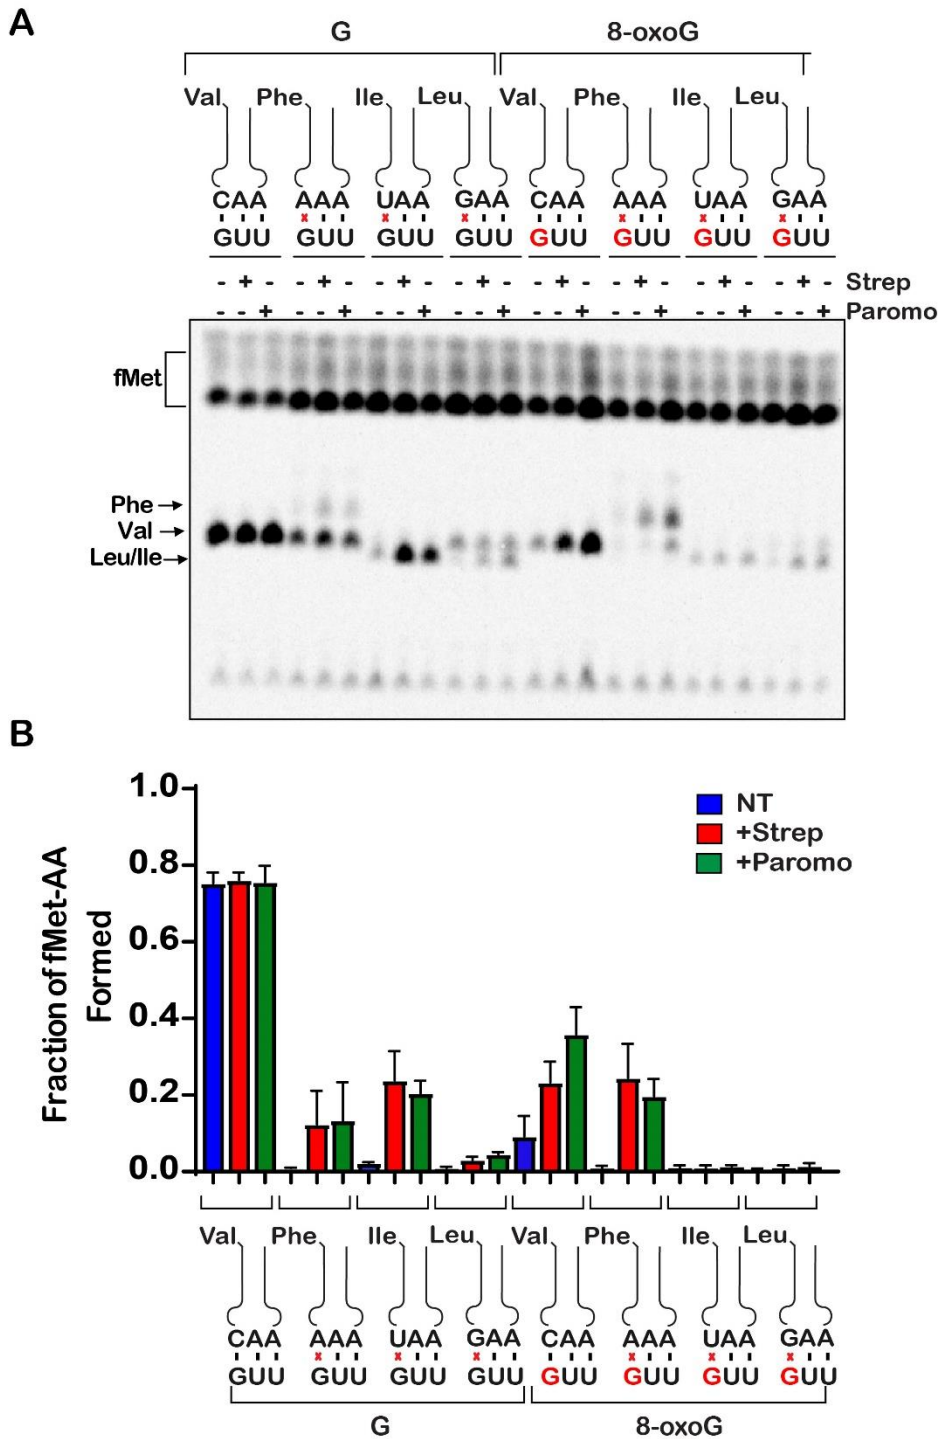 A
G 8-oxoG
Val Phe Ile Leu Val Phe Ile Leu
CAA AAA UAA GAA CAA AAA UAA GAA
x x x x x x
GUU GUU GUU GUU GUU GUU GUU GUU
- + - - + - - + - - + - - + - - + - - + - - + - Strep
- - + - - + - - + - - + - - + - - + - - + - - + Paromo
fMet
Phe
Val
Leu/Ile
B
1.0
0.8
0.6
0.4
0.2
0.0
Fraction of fMet-AA
Formed
NT
+Strep
+Paromo
Val Phe Ile Leu Val Phe Ile Leu
CAA AAA UAA GAA CAA AAA UAA GAA
x x x x x x
GUU GUU GUU GUU GUU GUU GUU GUU
G 8-oxoG